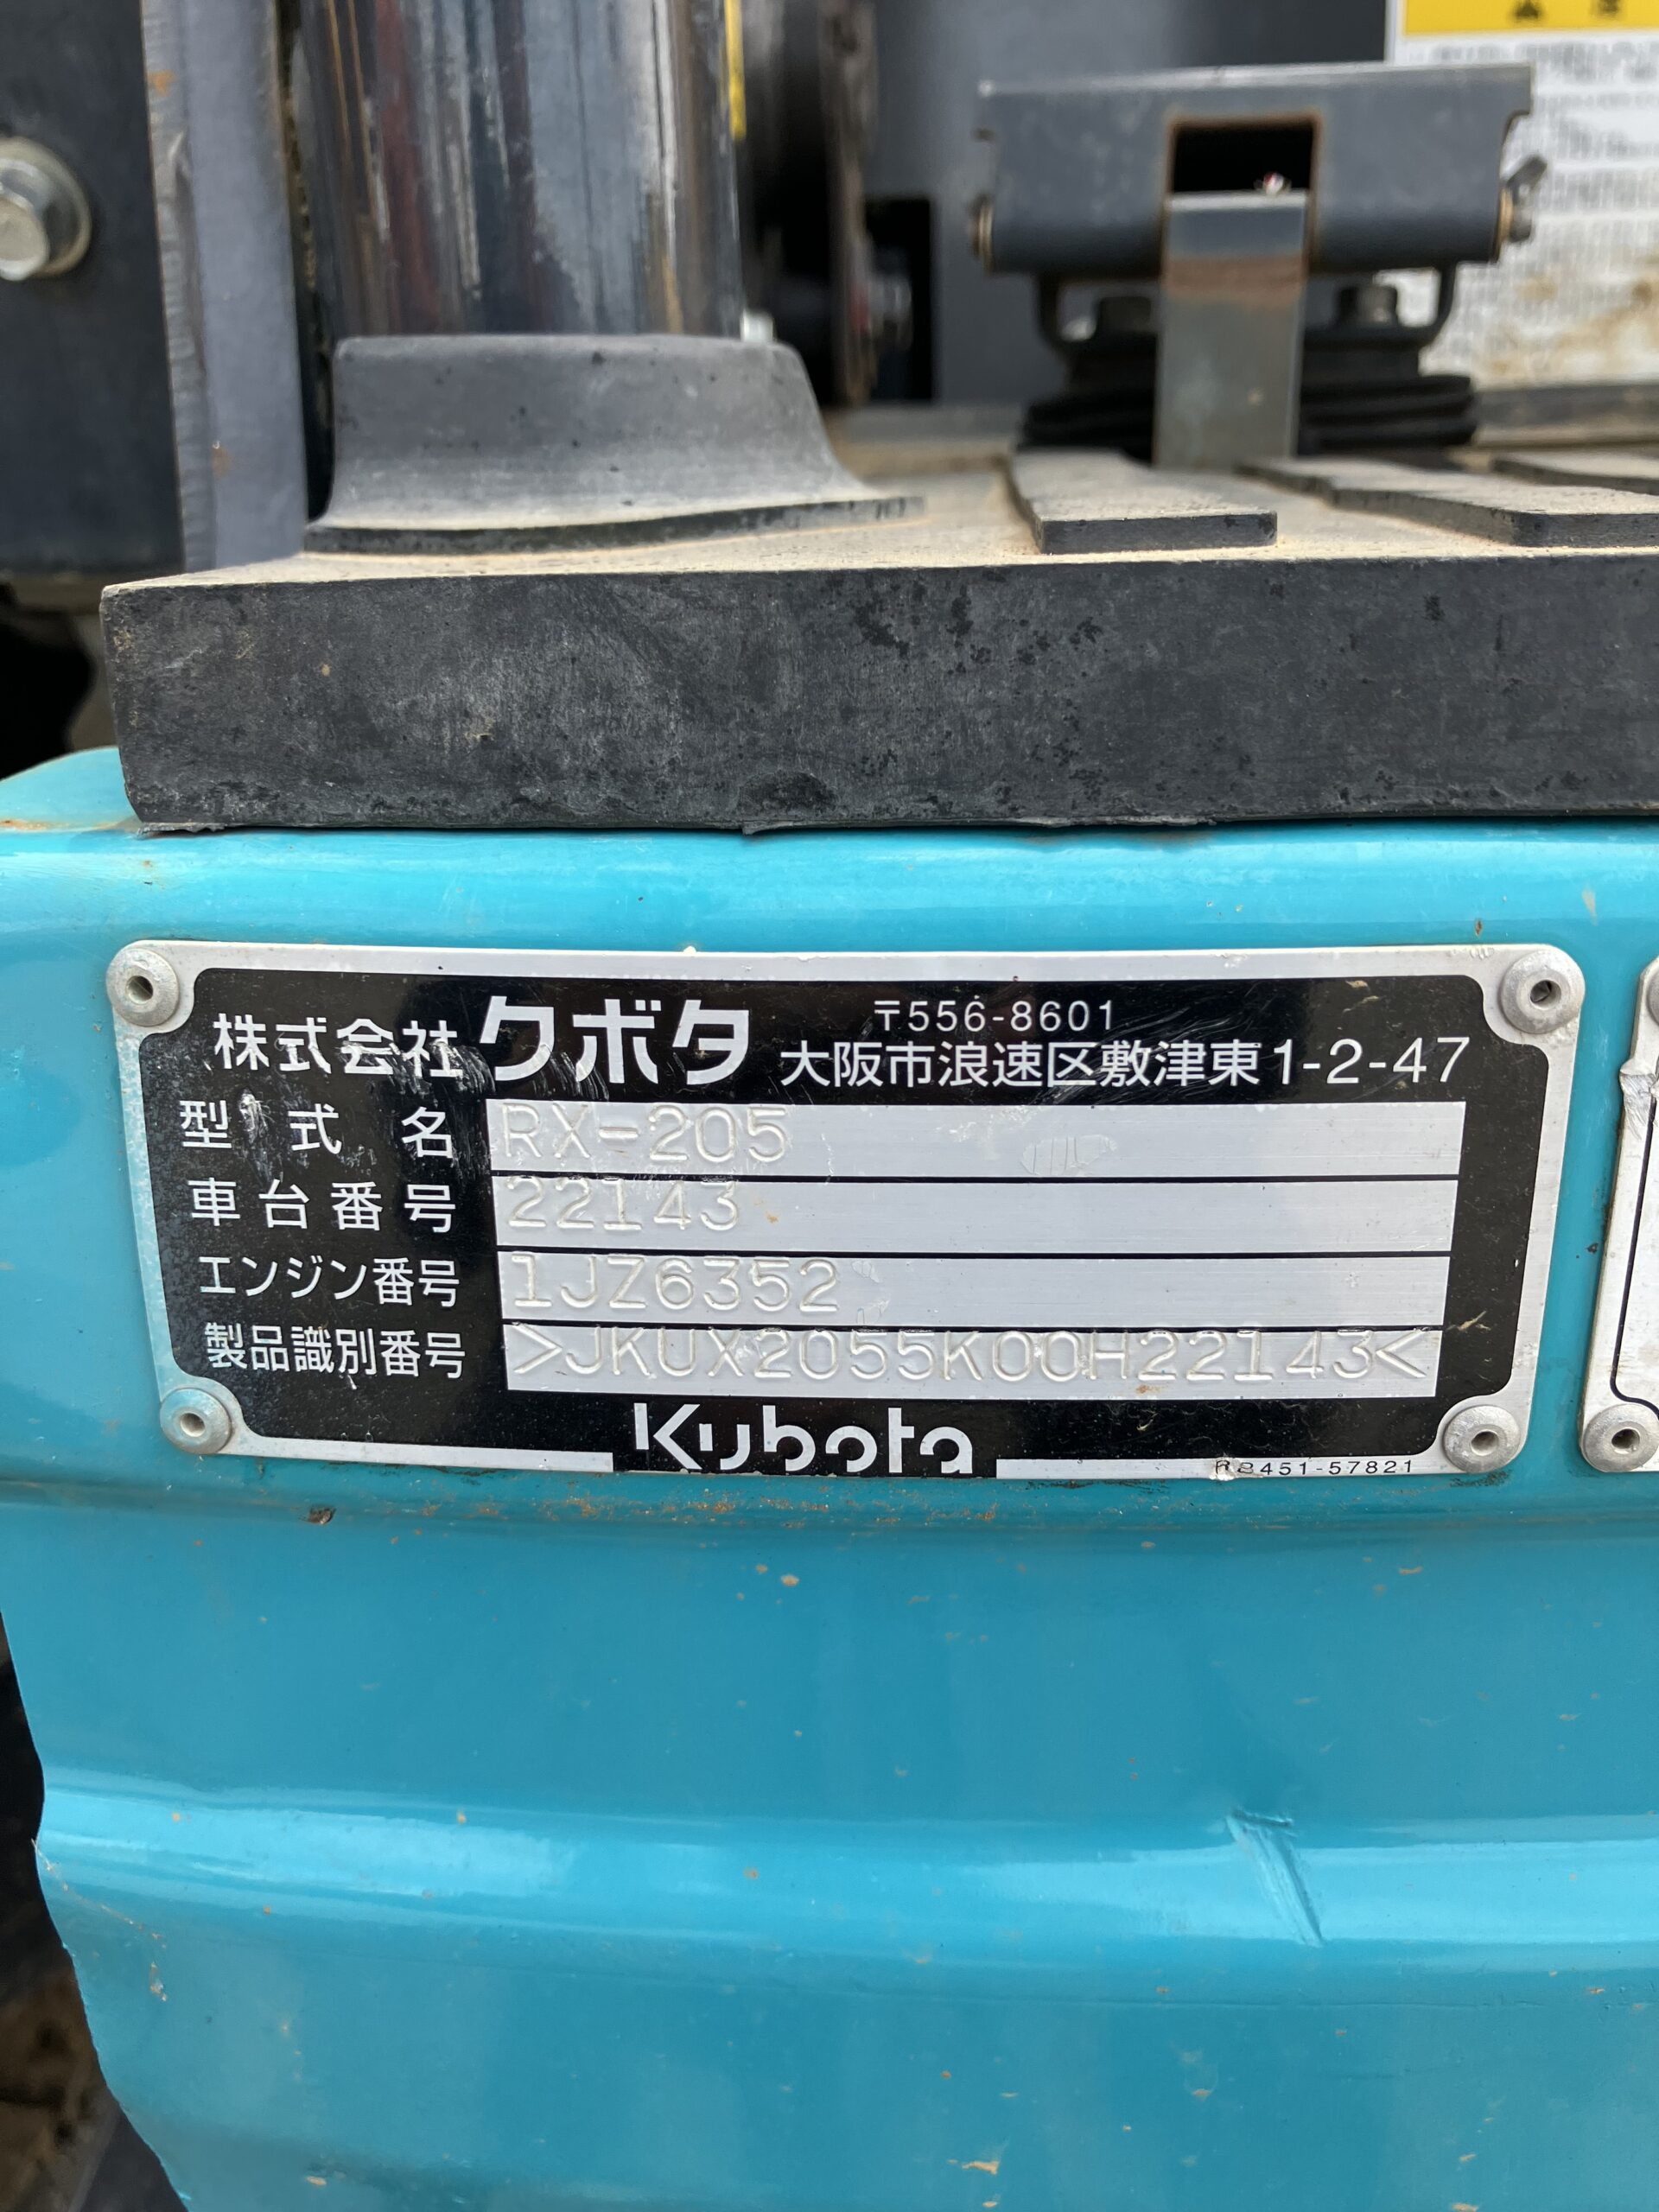 株式会社クボタ 〒556-8601
大阪市浪速区敷津東1-2-47
型式名 RX-205
車台番号 22143
エンジン番号 1JZ6352
製品識別番号 >JKUX2055K00H22143<
Kubota
RB451-57821